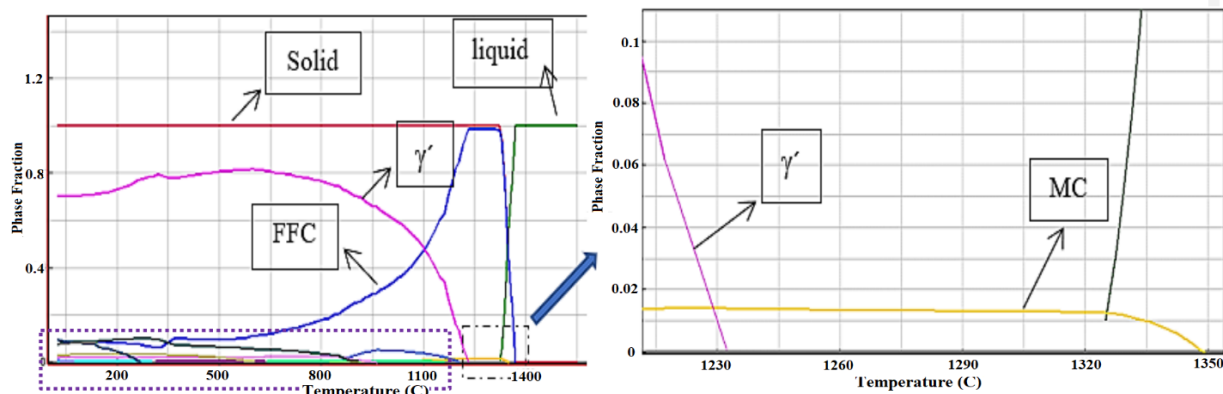 Solid
liquid
γ′
FFC
Phase Fraction
1.2
0.8
0.4
0
200
500
800
1100
1400
Temperature (C)
γ′
MC
Phase Fraction
0.1
0.08
0.06
0.04
0.02
0
1230
1260
1290
1320
1350
Temperature (C)